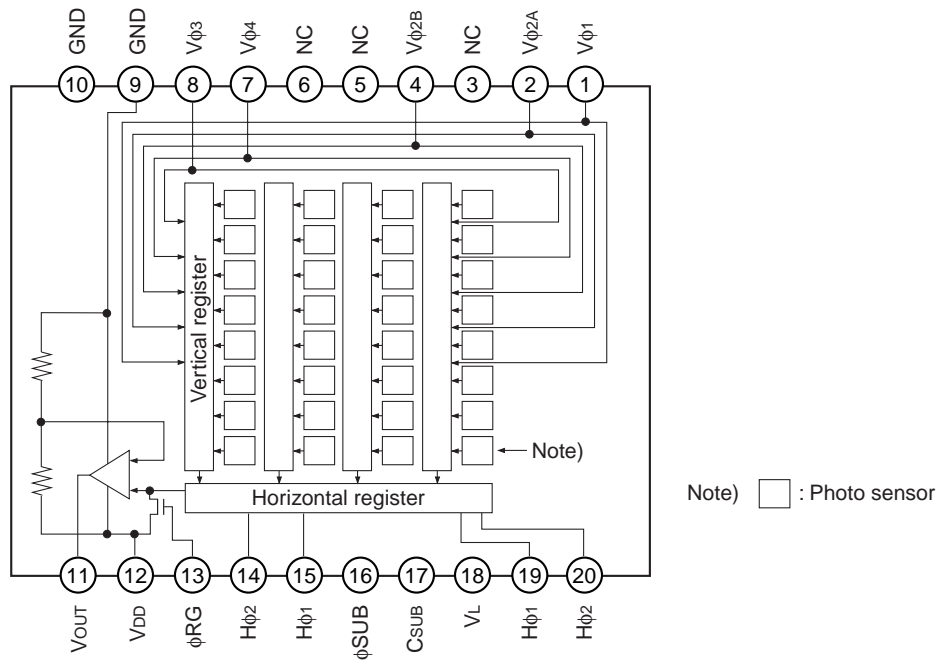 GND
GND
Vϕ3
Vϕ4
NC
NC
Vϕ2B
NC
Vϕ2A
Vϕ1
10
9
8
7
6
5
4
3
2
1
Vertical register
Note)
Horizontal register
Note) : Photo sensor
11
12
13
14
15
16
17
18
19
20
VOUT
VDD
ϕRG
Hϕ2
Hϕ1
ϕSUB
CSUB
VL
Hϕ1
Hϕ2